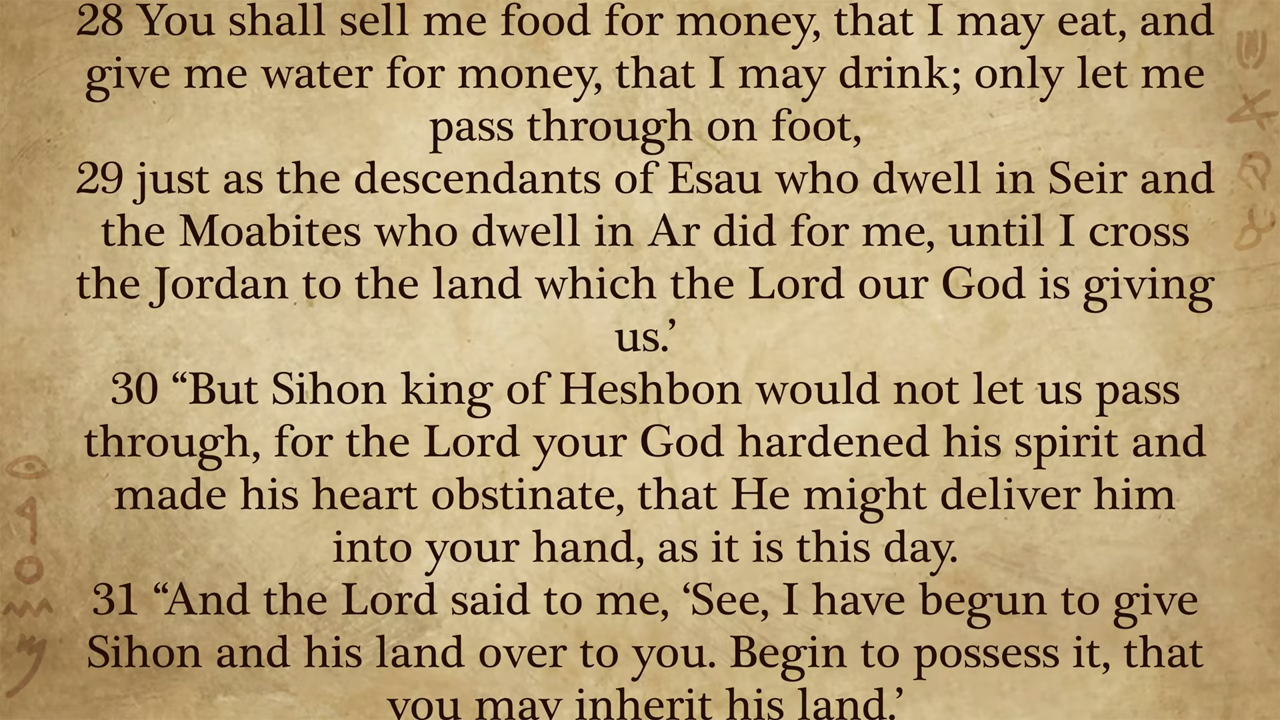 28 You shall sell me food for money, that I may eat, and
give me water for money, that I may drink; only let me
pass through on foot,
29 just as the descendants of Esau who dwell in Seir and
the Moabites who dwell in Ar did for me, until I cross
the Jordan to the land which the Lord our God is giving
us.’
30 “But Sihon king of Heshbon would not let us pass
through, for the Lord your God hardened his spirit and
made his heart obstinate, that He might deliver him
into your hand, as it is this day.
31 “And the Lord said to me, ‘See, I have begun to give
Sihon and his land over to you. Begin to possess it, that
you may inherit his land.’